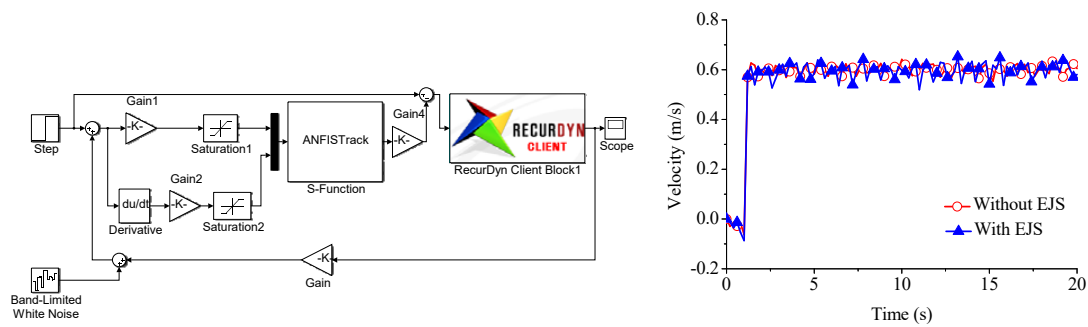 Gain1
-K-
Saturation1
Step
Gain2
du/dt
Derivative
-K-
Saturation2
ANFISTrack
S-Function
Gain4
-K-
RECURDYN
CLIENT
RecurDyn Client Block1
Scope
-K-
Gain
Band-Limited
White Noise
Velocity (m/s)
0.8
0.6
0.4
0.2
0.0
-0.2
Without EJS
With EJS
0 5 10 15 20
Time (s)